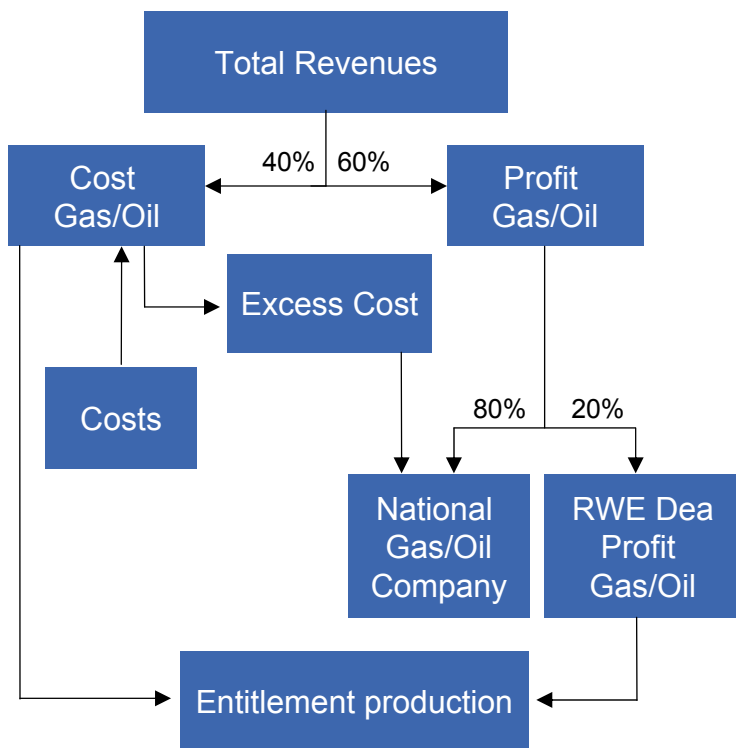 Total Revenues
40% 60%
Cost
Gas/Oil
Profit
Gas/Oil
Excess Cost
Costs
80% 20%
National
Gas/Oil
Company
RWE Dea
Profit
Gas/Oil
Entitlement production